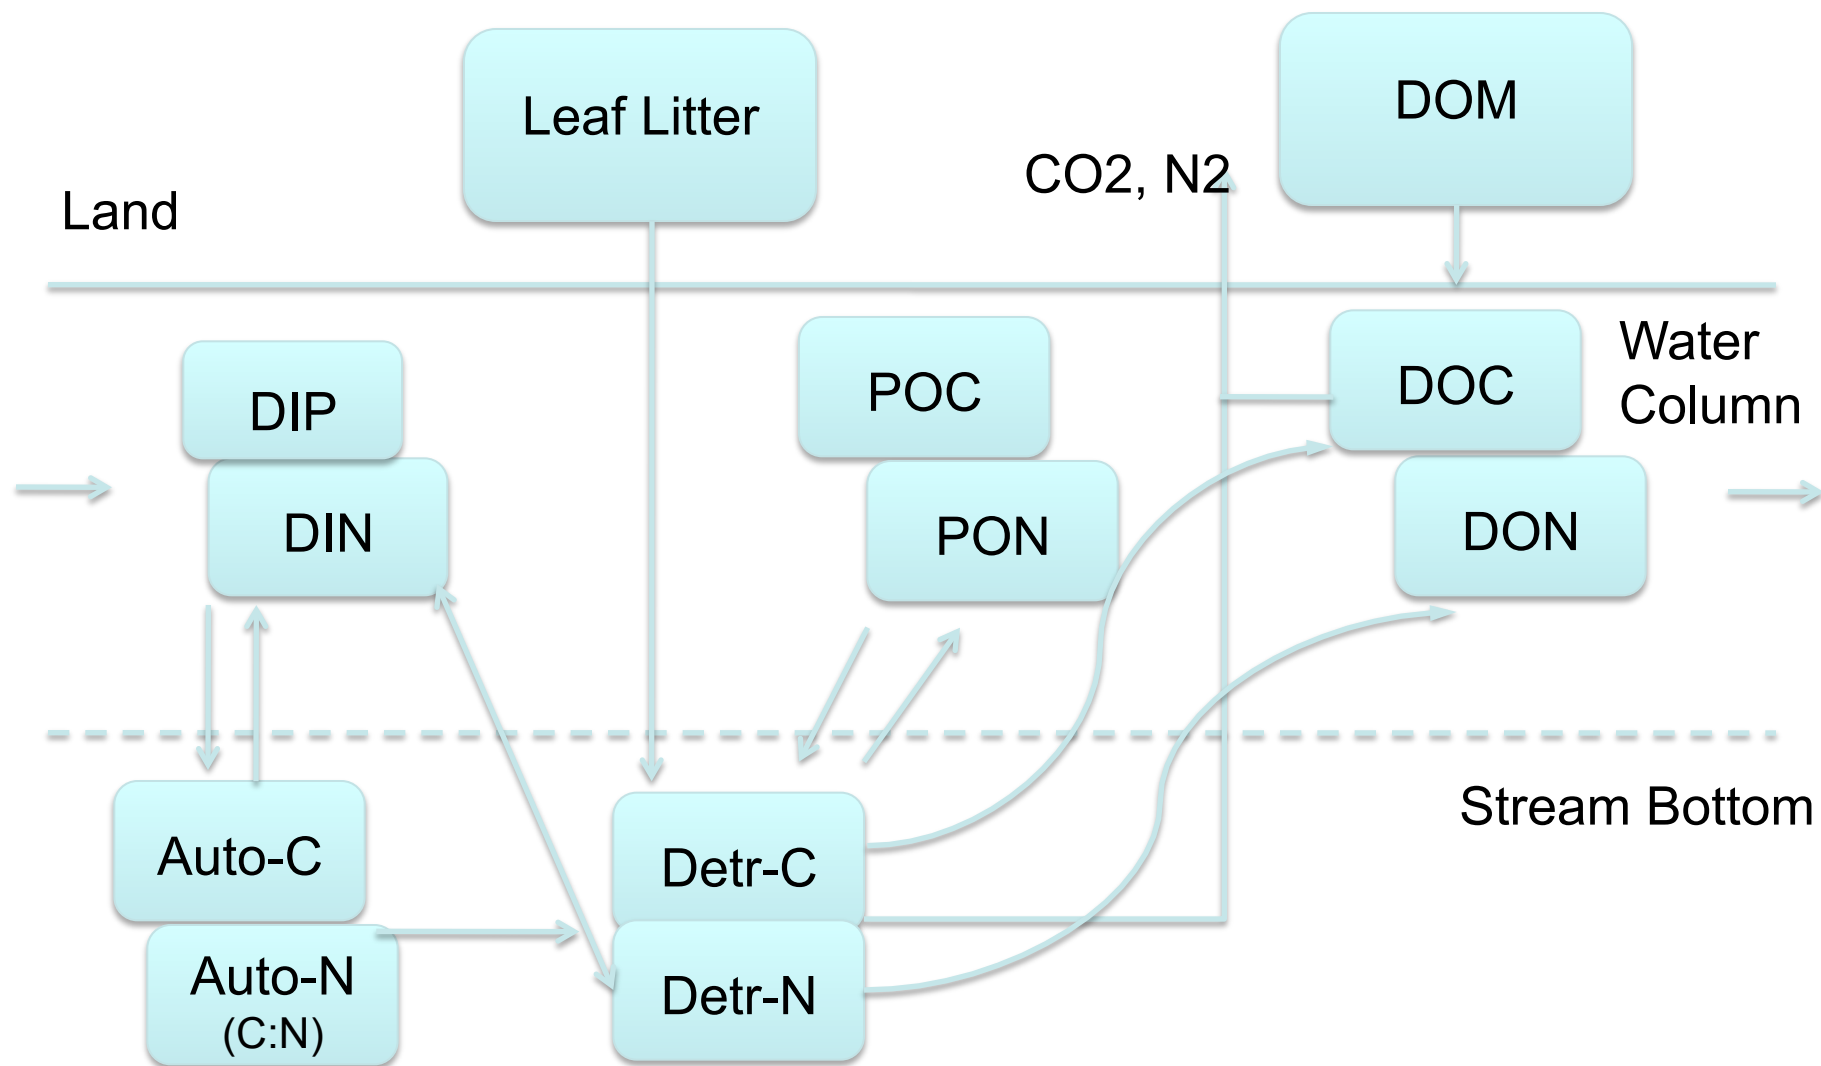 Leaf Litter
DOM
CO2, N2
Land
DIP
DIN
POC
PON
DOC
DON
Water
Column
Stream Bottom
Auto-C
Auto-N
(C:N)
Detr-C
Detr-N